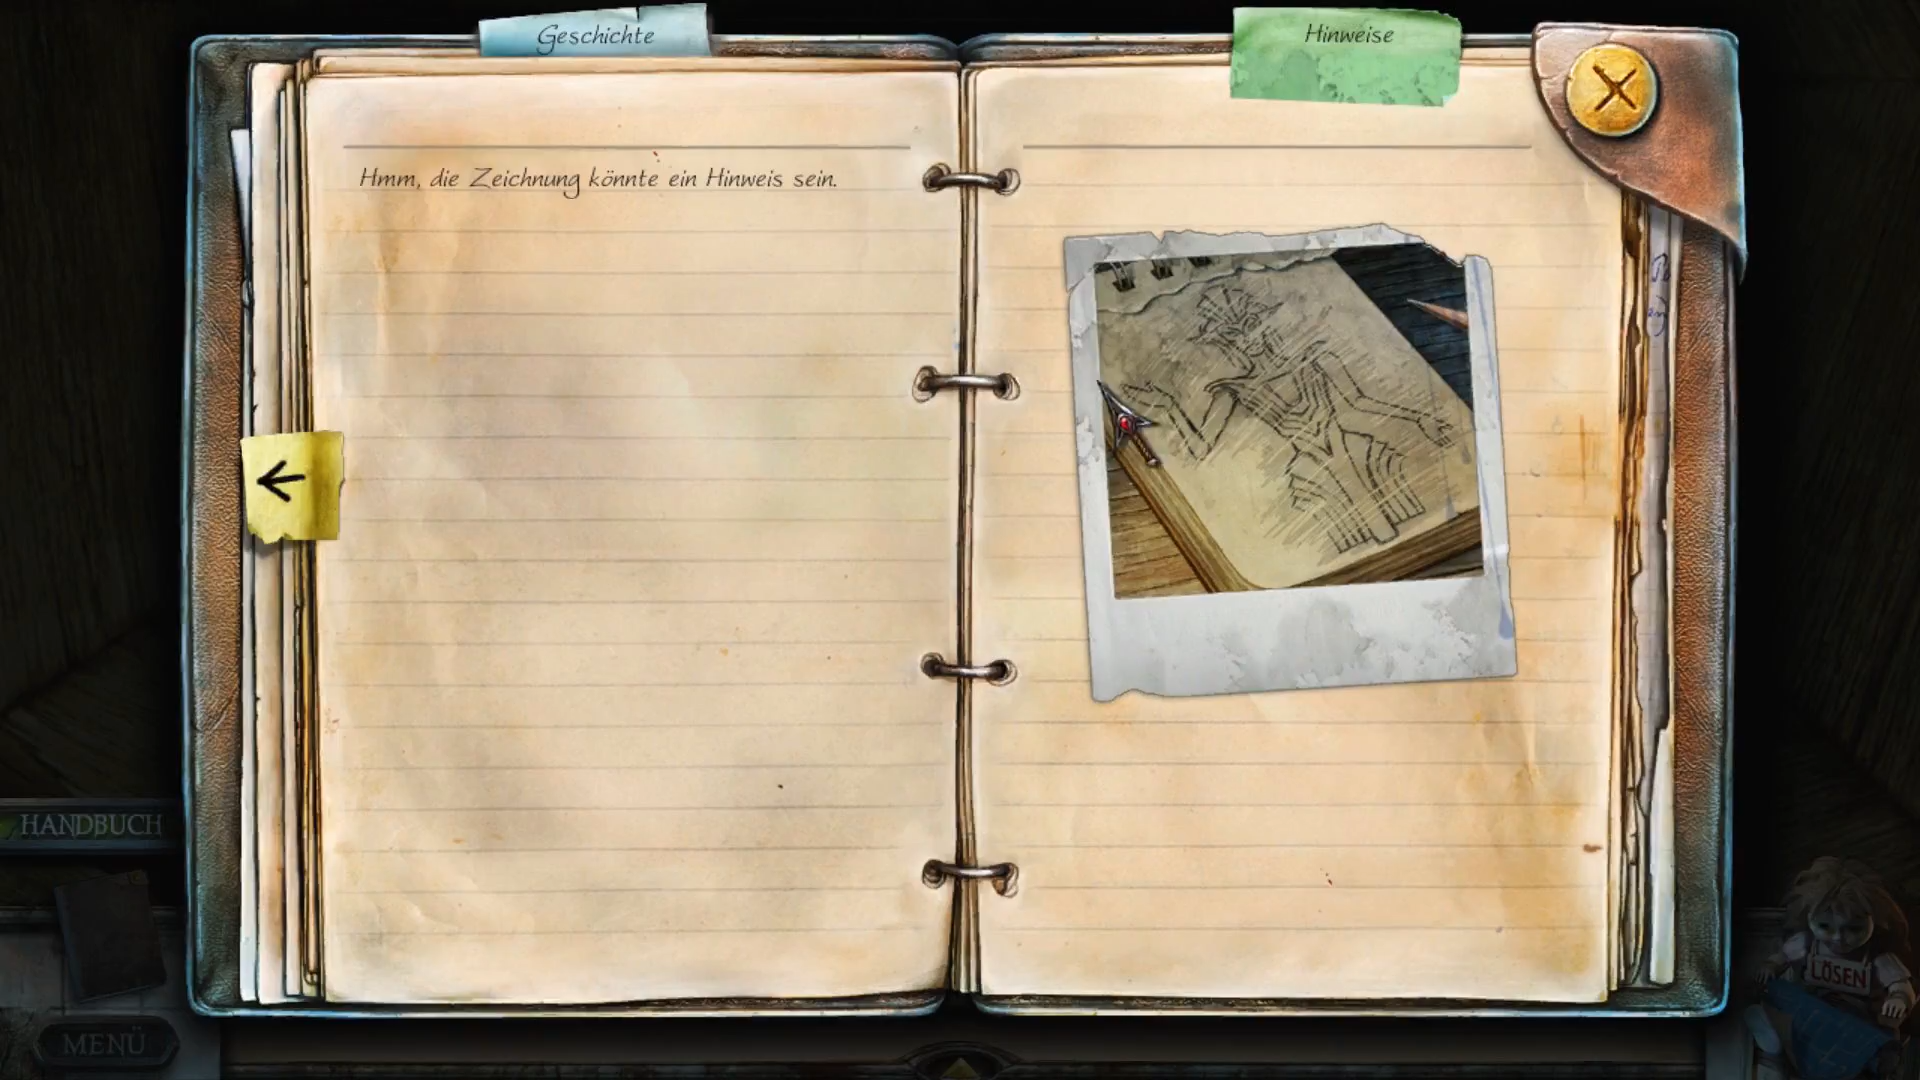 Geschichte
Hinweise
Hmm, die Zeichnung könnte ein Hinweis sein.
HANDBUCH
LÖSEN
MENÜ